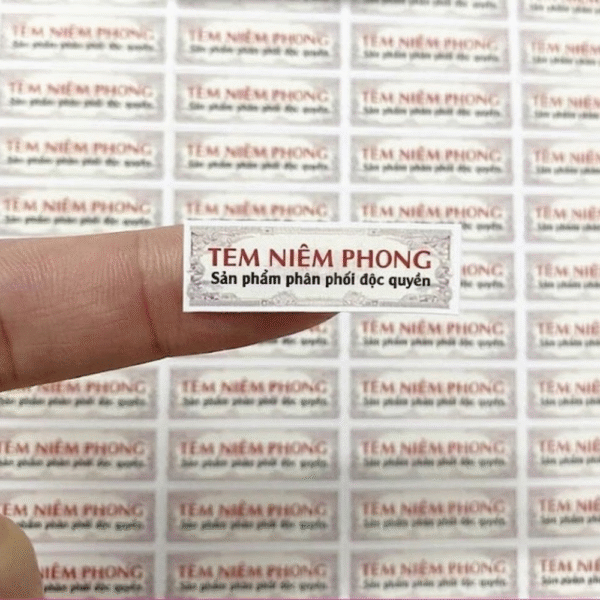 TEM NIÊM PHONG
Sản phẩm phân phối độc quyền